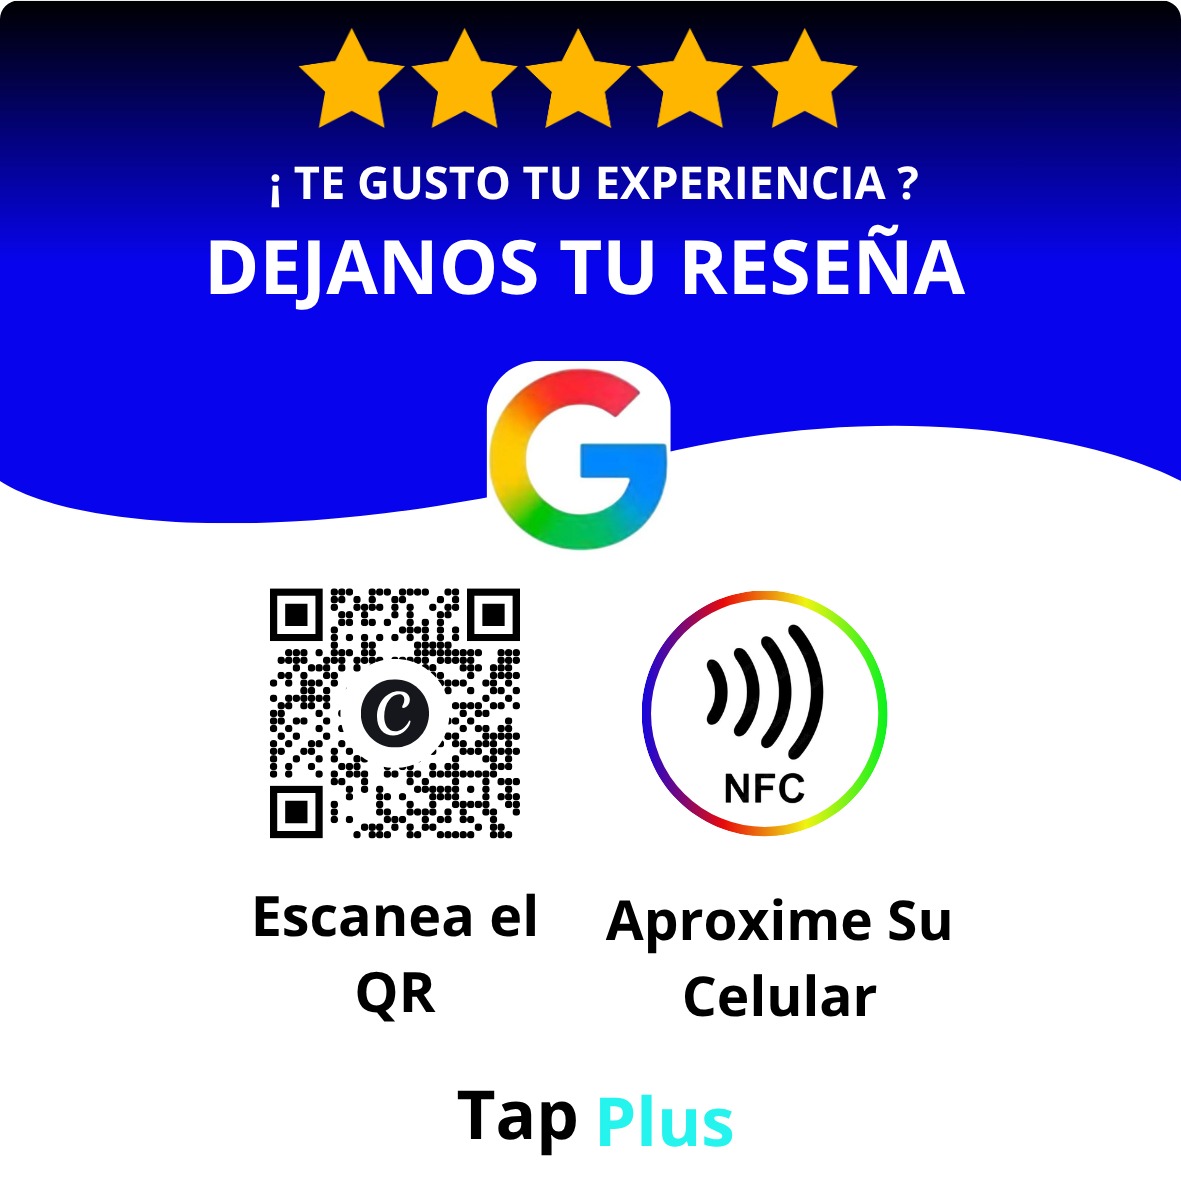 ¡ TE GUSTO TU EXPERIENCIA ?
DEJANOS TU RESEÑA
G
C
NFC
Escanea el
QR
Aproxime Su
Celular
Tap Plus